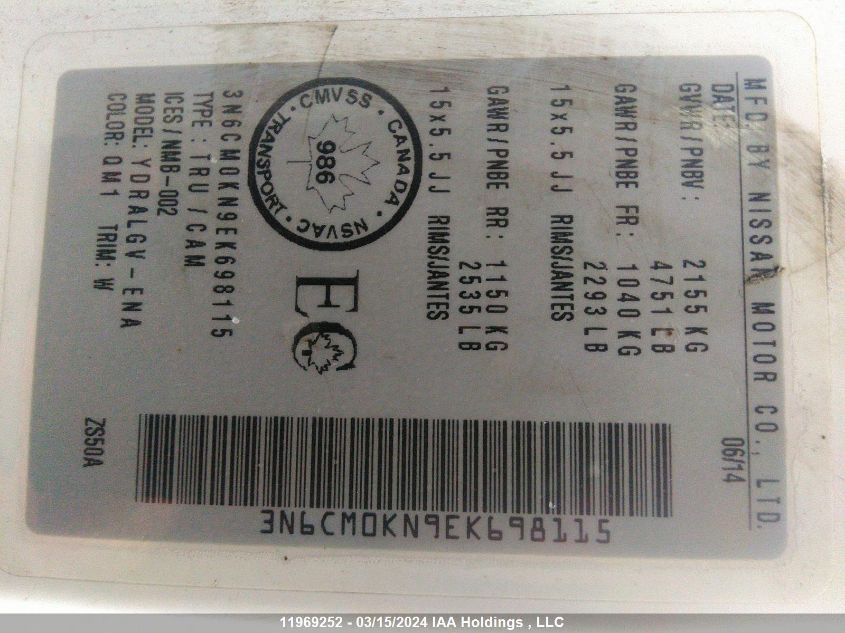 MFD BY NISSAN MOTOR CO., LTD.
DATE: 06/14
GVWR/PNBV: 2155 KG
4751 LB
GAWR/PNBE FR: 1040 KG
2293 LB
15x5.5 JJ RIMS/JANTES
GAWR/PNBE RR: 1150 KG
2535 LB
15x5.5 JJ RIMS/JANTES
CMVSS · CANADA · NSVAC · TRANSPORT ·
986
EC
3N6CM0KN9EK698115
TYPE: TRU/CAM
ICES/NMB-002
MODEL: YDRALGV-ENA
COLOR: QM1 TRIM: W
ZS50A
3N6CM0KN9EK698115
11969252 - 03/15/2024 IAA Holdings , LLC